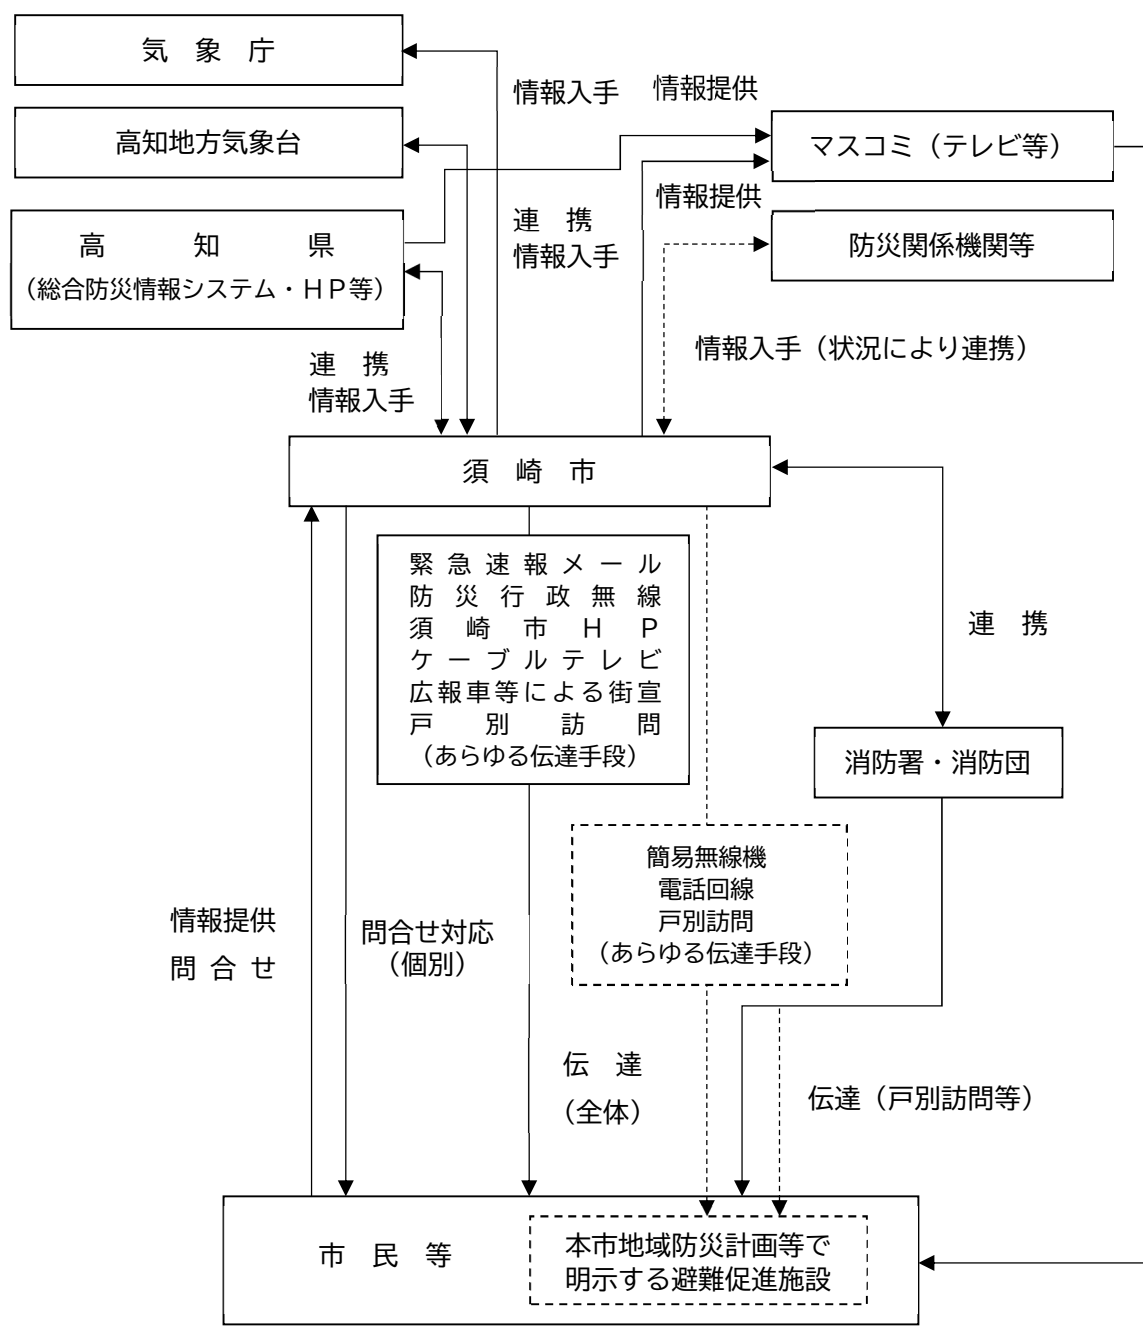 気　象　庁
情報入手
情報提供
高知地方気象台
マスコミ（テレビ等）
情報提供
高　知　県
（総合防災情報システム・ＨＰ等）
連　携
情報入手
防災関係機関等
情報入手（状況により連携）
連　携
情報入手
須　崎　市
緊急速報メール
防災行政無線
須崎市ＨＰ
ケーブルテレビ
広報車等による街宣
戸別訪問
（あらゆる伝達手段）
連　携
消防署・消防団
簡易無線機
電話回線
戸別訪問
（あらゆる伝達手段）
情報提供
問合せ
問合せ対応
（個別）
伝　達
（全体）
伝達（戸別訪問等）
市　民　等
本市地域防災計画等で
明示する避難促進施設